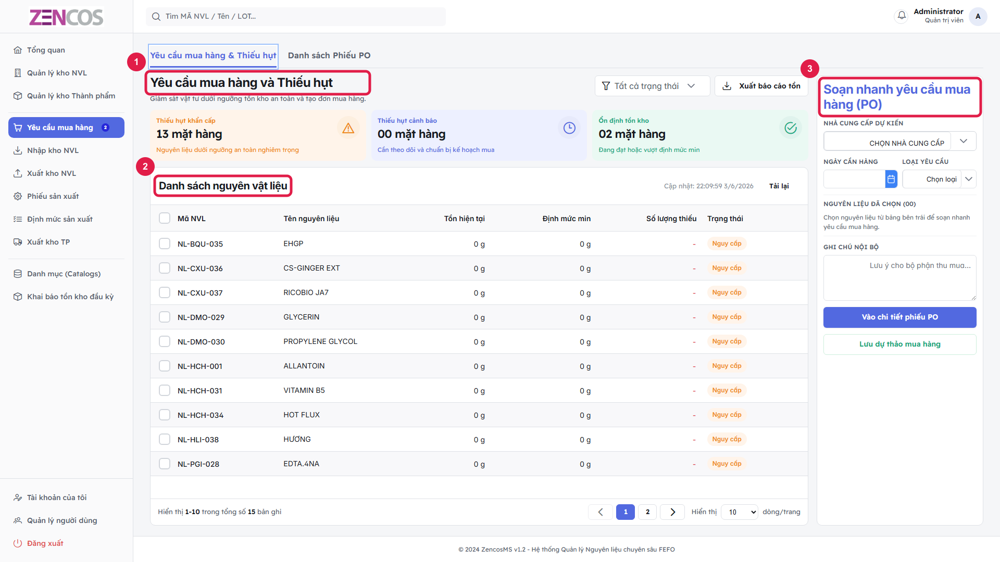 ZENCOS
Tìm MÃ NVL / Tên / LOT...
Administrator
Quản trị viên
A
Tổng quan
Quản lý kho NVL
Quản lý kho Thành phẩm
Yêu cầu mua hàng 2
Nhập kho NVL
Xuất kho NVL
Phiếu sản xuất
Định mức sản xuất
Xuất kho TP
Danh mục (Catalogs)
Khai báo tồn kho đầu kỳ
Tài khoản của tôi
Quản lý người dùng
Đăng xuất
1
Yêu cầu mua hàng & Thiếu hụt
Danh sách Phiếu PO
Yêu cầu mua hàng và Thiếu hụt
Giám sát vật tư dưới ngưỡng tồn kho an toàn và tạo đơn mua hàng.
Tất cả trạng thái
Xuất báo cáo tồn
Thiếu hụt khẩn cấp
13 mặt hàng
Nguyên liệu dưới ngưỡng an toàn nghiêm trọng
Thiếu hụt cảnh báo
00 mặt hàng
Cần theo dõi và chuẩn bị kế hoạch mua
Ổn định tồn kho
02 mặt hàng
Đang đạt hoặc vượt định mức min
2
Danh sách nguyên vật liệu
Cập nhật: 22:09:59 3/6/2026
Tải lại
Mã NVL Tên nguyên liệu Tồn hiện tại Định mức min Số lượng thiếu Trạng thái
NL-BQU-035 EHGP 0 g 0 g - Nguy cấp
NL-CXU-036 CS-GINGER EXT 0 g 0 g - Nguy cấp
NL-CXU-037 RICOBIO JA7 0 g 0 g - Nguy cấp
NL-DMO-029 GLYCERIN 0 g 0 g - Nguy cấp
NL-DMO-030 PROPYLENE GLYCOL 0 g 0 g - Nguy cấp
NL-HCH-001 ALLANTOIN 0 g 0 g - Nguy cấp
NL-HCH-031 VITAMIN B5 0 g 0 g - Nguy cấp
NL-HCH-034 HOT FLUX 0 g 0 g - Nguy cấp
NL-HLI-038 HƯƠNG 0 g 0 g - Nguy cấp
NL-PGI-028 EDTA.4NA 0 g 0 g - Nguy cấp
Hiển thị 1-10 trong tổng số 15 bản ghi
1 2
Hiển thị 10 dòng/trang
3
Soạn nhanh yêu cầu mua
hàng (PO)
NHÀ CUNG CẤP DỰ KIẾN
CHỌN NHÀ CUNG CẤP
NGÀY CẦN HÀNG LOẠI YÊU CẦU
Chọn loại
NGUYÊN LIỆU ĐÃ CHỌN (00)
Chọn nguyên liệu từ bảng bên trái để soạn nhanh
yêu cầu mua hàng.
GHI CHÚ NỘI BỘ
Lưu ý cho bộ phận thu mua...
Vào chi tiết phiếu PO
Lưu dự thảo mua hàng
© 2024 ZencosMS v1.2 - Hệ thống Quản lý Nguyên liệu chuyên sâu FEFO